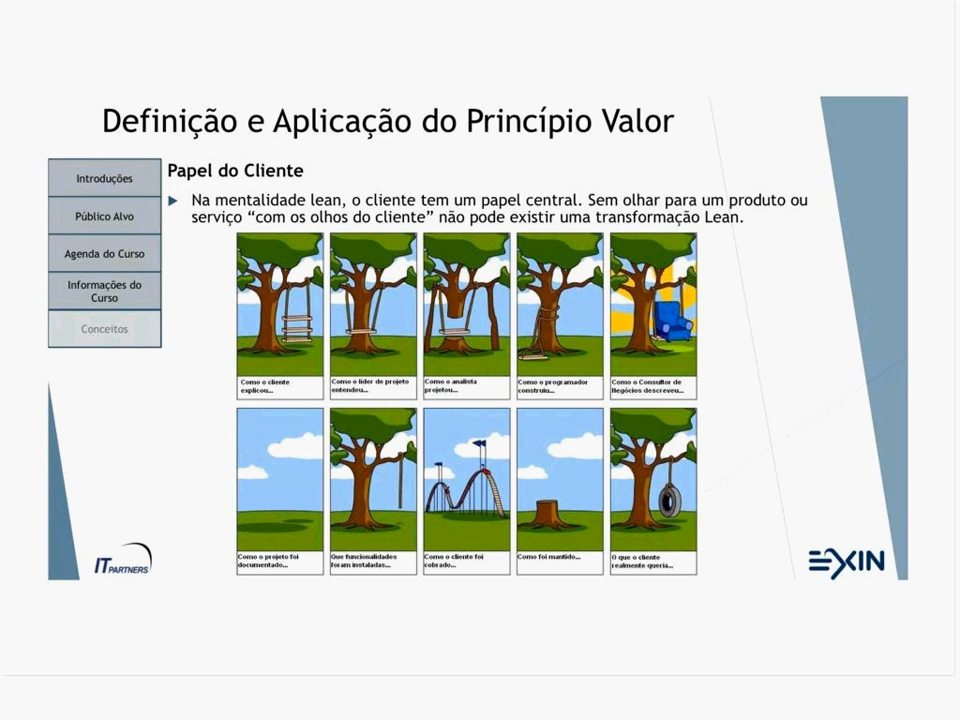 Definição e Aplicação do Princípio Valor
Introduções
Público Alvo
Agenda do Curso
Informações do
Curso
Conceitos
Papel do Cliente
Na mentalidade lean, o cliente tem um papel central. Sem olhar para um produto ou
serviço “com os olhos do cliente” não pode existir uma transformação Lean.
Como o cliente
explicou...
Como o lider de projeto
entendeu...
Como o analista
projetou...
Como o programador
construiu...
Como o Consultor de
Negócios descreveu...
Como o projeto foi
documentado...
Que funcionalidades
foram instaladas...
Como o cliente foi
cobrado...
Como foi mantido...
O que o cliente
realmente queria...
IT PARTNERS
EXIN